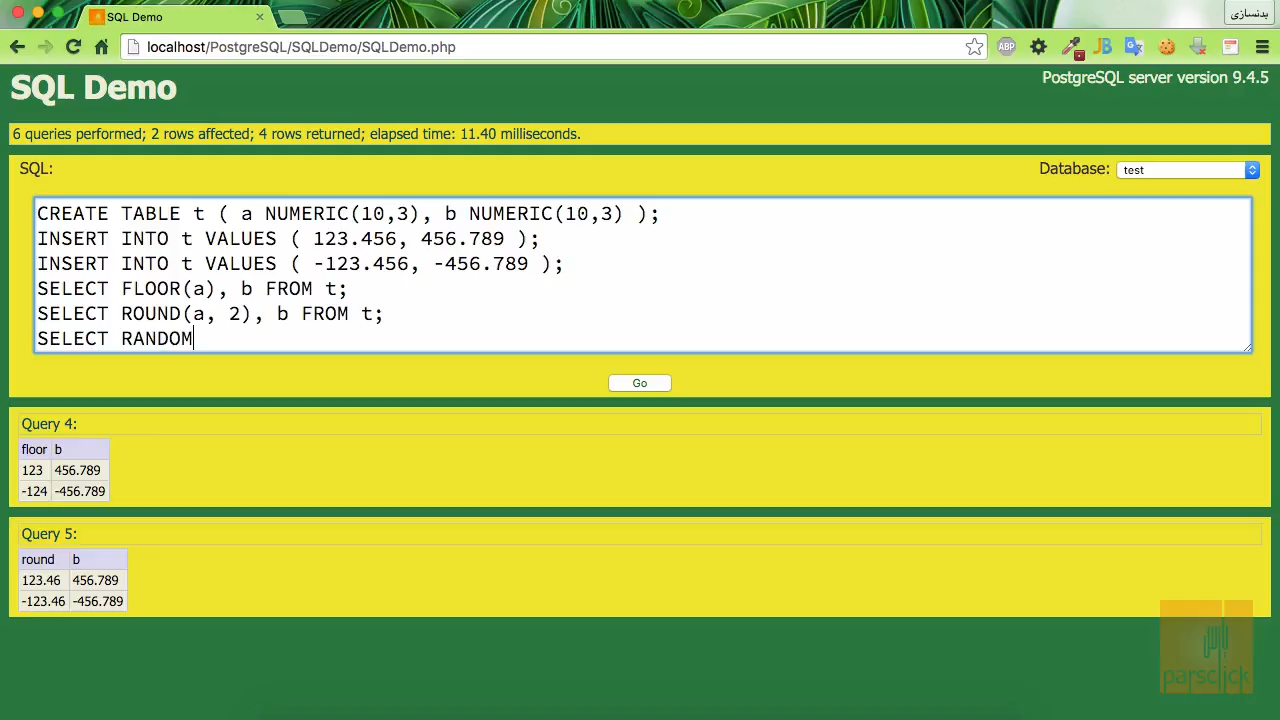 SQL Demo
بدنسازی
localhost/PostgreSQL/SQLDemo/SQLDemo.php
ABP
JB
SQL Demo
PostgreSQL server version 9.4.5
6 queries performed; 2 rows affected; 4 rows returned; elapsed time: 11.40 milliseconds.
SQL:
Database: test
CREATE TABLE t ( a NUMERIC(10,3), b NUMERIC(10,3) );
INSERT INTO t VALUES ( 123.456, 456.789 );
INSERT INTO t VALUES ( -123.456, -456.789 );
SELECT FLOOR(a), b FROM t;
SELECT ROUND(a, 2), b FROM t;
SELECT RANDOM
Go
Query 4:
floor b
123 456.789
-124 -456.789
Query 5:
round b
123.46 456.789
-123.46 -456.789
پارس
parsclick